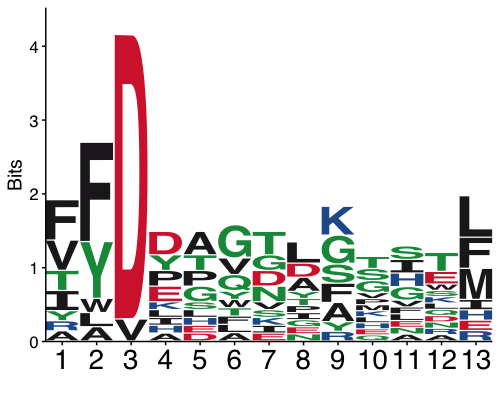 Bits
4
3
2
1
0
F V T I Y R A
F Y W L A
D V
D Y P E K
A T P G S
G V Q Y W
T G D N S K
L D A Y
K G S F A Y R
T S G
S I H G
T E W S
L F M H E R
1 2 3 4 5 6 7 8 9 10 11 12 13